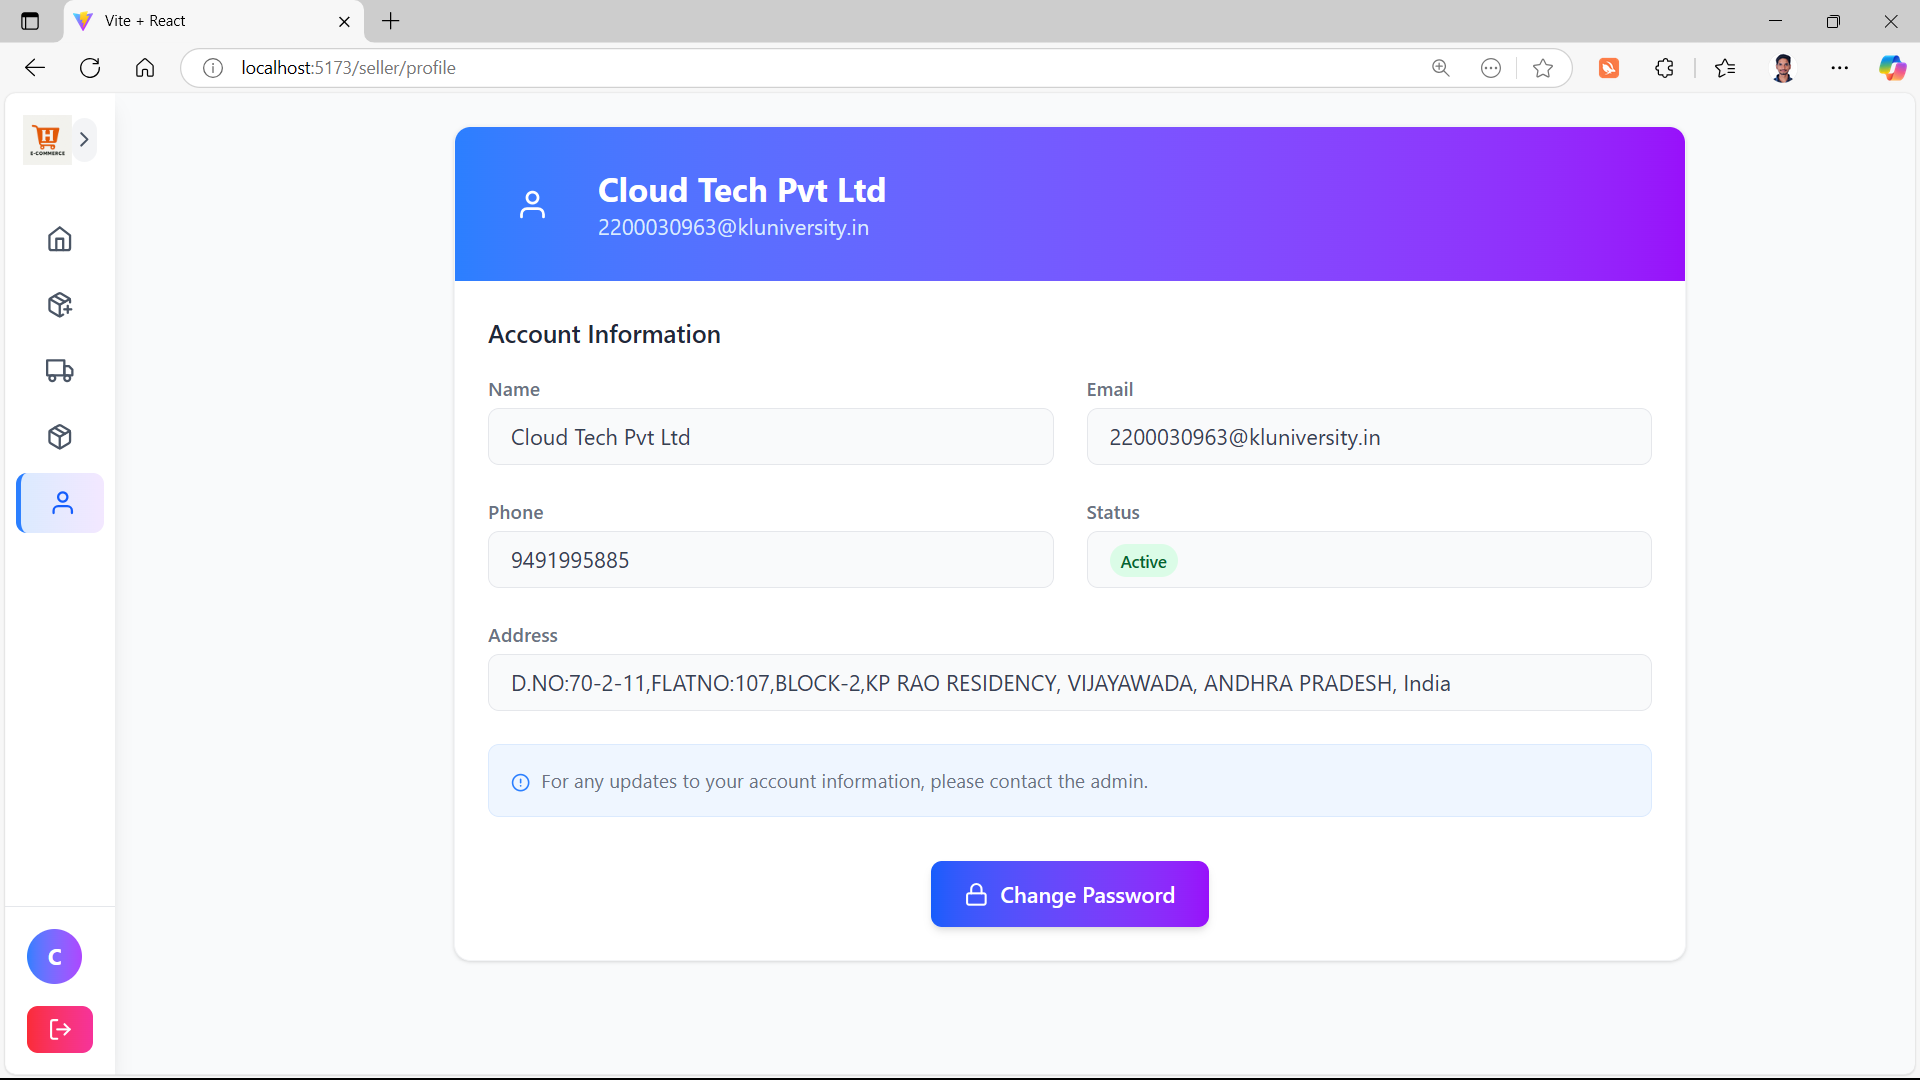 Vite + React
localhost:5173/seller/profile
H
E-COMMERCE
Cloud Tech Pvt Ltd
2200030963@kluniversity.in
Account Information
Name
Email
Cloud Tech Pvt Ltd
2200030963@kluniversity.in
Phone
Status
9491995885
Active
Address
D.NO:70-2-11,FLATNO:107,BLOCK-2,KP RAO RESIDENCY, VIJAYAWADA, ANDHRA PRADESH, India
For any updates to your account information, please contact the admin.
Change Password
C